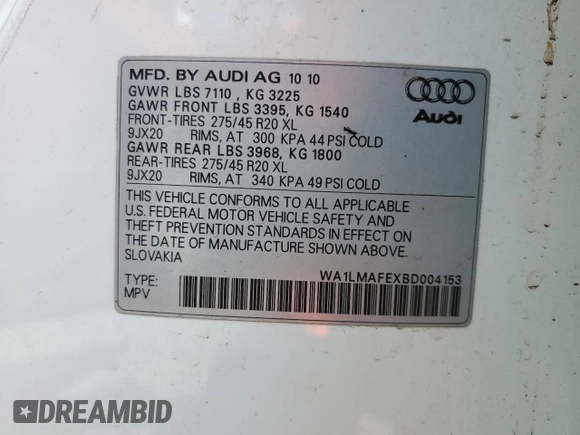 MFD. BY AUDI AG 10 10
GVWR LBS 7110 , KG 3225
GAWR FRONT LBS 3395, KG 1540
FRONT-TIRES 275/45 R20 XL
9JX20 RIMS, AT 300 KPA 44 PSI COLD
GAWR REAR LBS 3968, KG 1800
REAR-TIRES 275/45 R20 XL
9JX20 RIMS, AT 340 KPA 49 PSI COLD
Audi
THIS VEHICLE CONFORMS TO ALL APPLICABLE
U.S. FEDERAL MOTOR VEHICLE SAFETY AND
THEFT PREVENTION STANDARDS IN EFFECT ON
THE DATE OF MANUFACTURE SHOWN ABOVE.
SLOVAKIA
WA1LMAFEXBD004153
TYPE:
MPV
DREAMBID